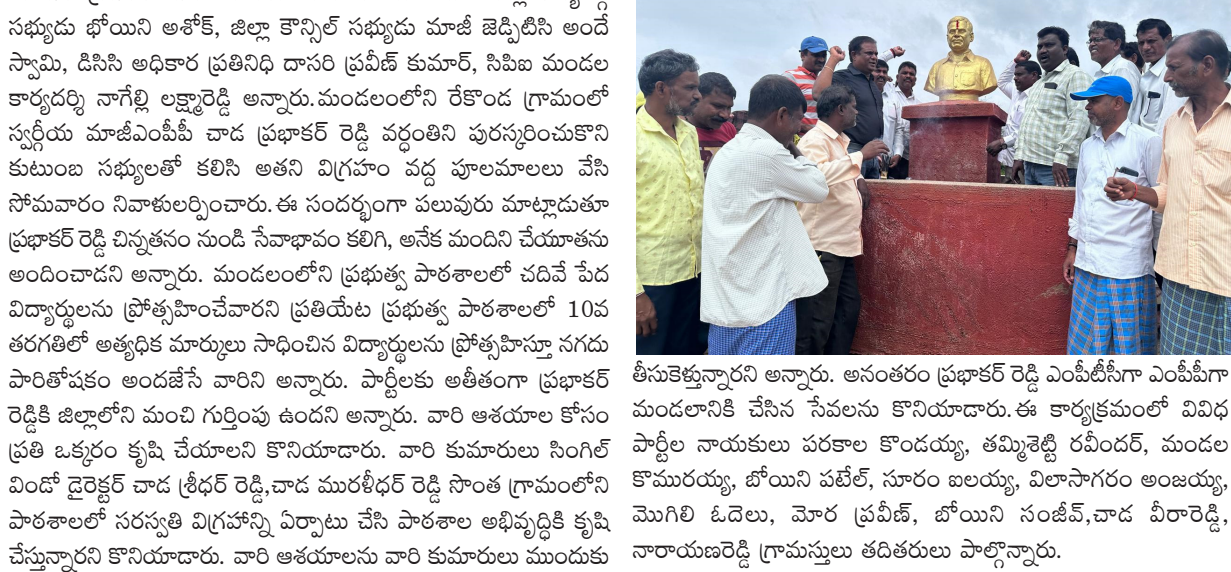 సభ్యుడు భోయిని అశోక్, జిల్లా కౌన్సిల్ సభ్యుడు మాజీ జెడ్పిటిసి అందే
స్వామి, డిసిసి అధికార ప్రతినిధి దాసరి ప్రవీణ్ కుమార్, సిపిఐ మండల
కార్యదర్శి నాగేల్లి లక్ష్మారెడ్డి అన్నారు.మండలంలోని రేకొండ గ్రామంలో
స్వర్గీయ మాజీఎంపీపీ చాడ ప్రభాకర్ రెడ్డి వర్ధంతిని పురస్కరించుకొని
కుటుంబ సభ్యులతో కలిసి అతని విగ్రహం వద్ద పూలమాలలు వేసి
సోమవారం నివాళులర్పించారు.ఈ సందర్భంగా పలువురు మాట్లాడుతూ
ప్రభాకర్ రెడ్డి చిన్నతనం నుండి సేవాభావం కలిగి, అనేక మందిని చేయూతను
అందించాడని అన్నారు. మండలంలోని ప్రభుత్వ పాఠశాలలో చదివే పేద
విద్యార్థులను ప్రోత్సహించేవారని ప్రతియేట ప్రభుత్వ పాఠశాలలో 10వ
తరగతిలో అత్యధిక మార్కులు సాధించిన విద్యార్థులను ప్రోత్సహిస్తూ నగదు
పారితోషకం అందజేసే వారిని అన్నారు. పార్టీలకు అతీతంగా ప్రభాకర్
రెడ్డికి జిల్లాలోని మంచి గుర్తింపు ఉందని అన్నారు. వారి ఆశయాల కోసం
ప్రతి ఒక్కరం కృషి చేయాలని కొనియాడారు. వారి కుమారులు సింగిల్
విండో డైరెక్టర్ చాడ శ్రీధర్ రెడ్డి,చాడ మురళీధర్ రెడ్డి సొంత గ్రామంలోని
పాఠశాలలో సరస్వతి విగ్రహాన్ని ఏర్పాటు చేసి పాఠశాల అభివృద్ధికి కృషి
చేస్తున్నారని కొనియాడారు. వారి ఆశయాలను వారి కుమారులు ముందుకు
తీసుకెళ్తున్నారని అన్నారు. అనంతరం ప్రభాకర్ రెడ్డి ఎంపీటీసీగా ఎంపీపీగా
మండలానికి చేసిన సేవలను కొనియాడారు.ఈ కార్యక్రమంలో వివిధ
పార్టీల నాయకులు పరకాల కొండయ్య, తమ్మిశెట్టి రవీందర్, మండల
కొమురయ్య, బోయిని పటేల్, సూరం ఐలయ్య, విలాసాగరం అంజయ్య,
మొగిలి ఓదెలు, మోర ప్రవీణ్, బోయిని సంజీవ్,చాడ వీరారెడ్డి,
నారాయణరెడ్డి గ్రామస్తులు తదితరులు పాల్గొన్నారు.